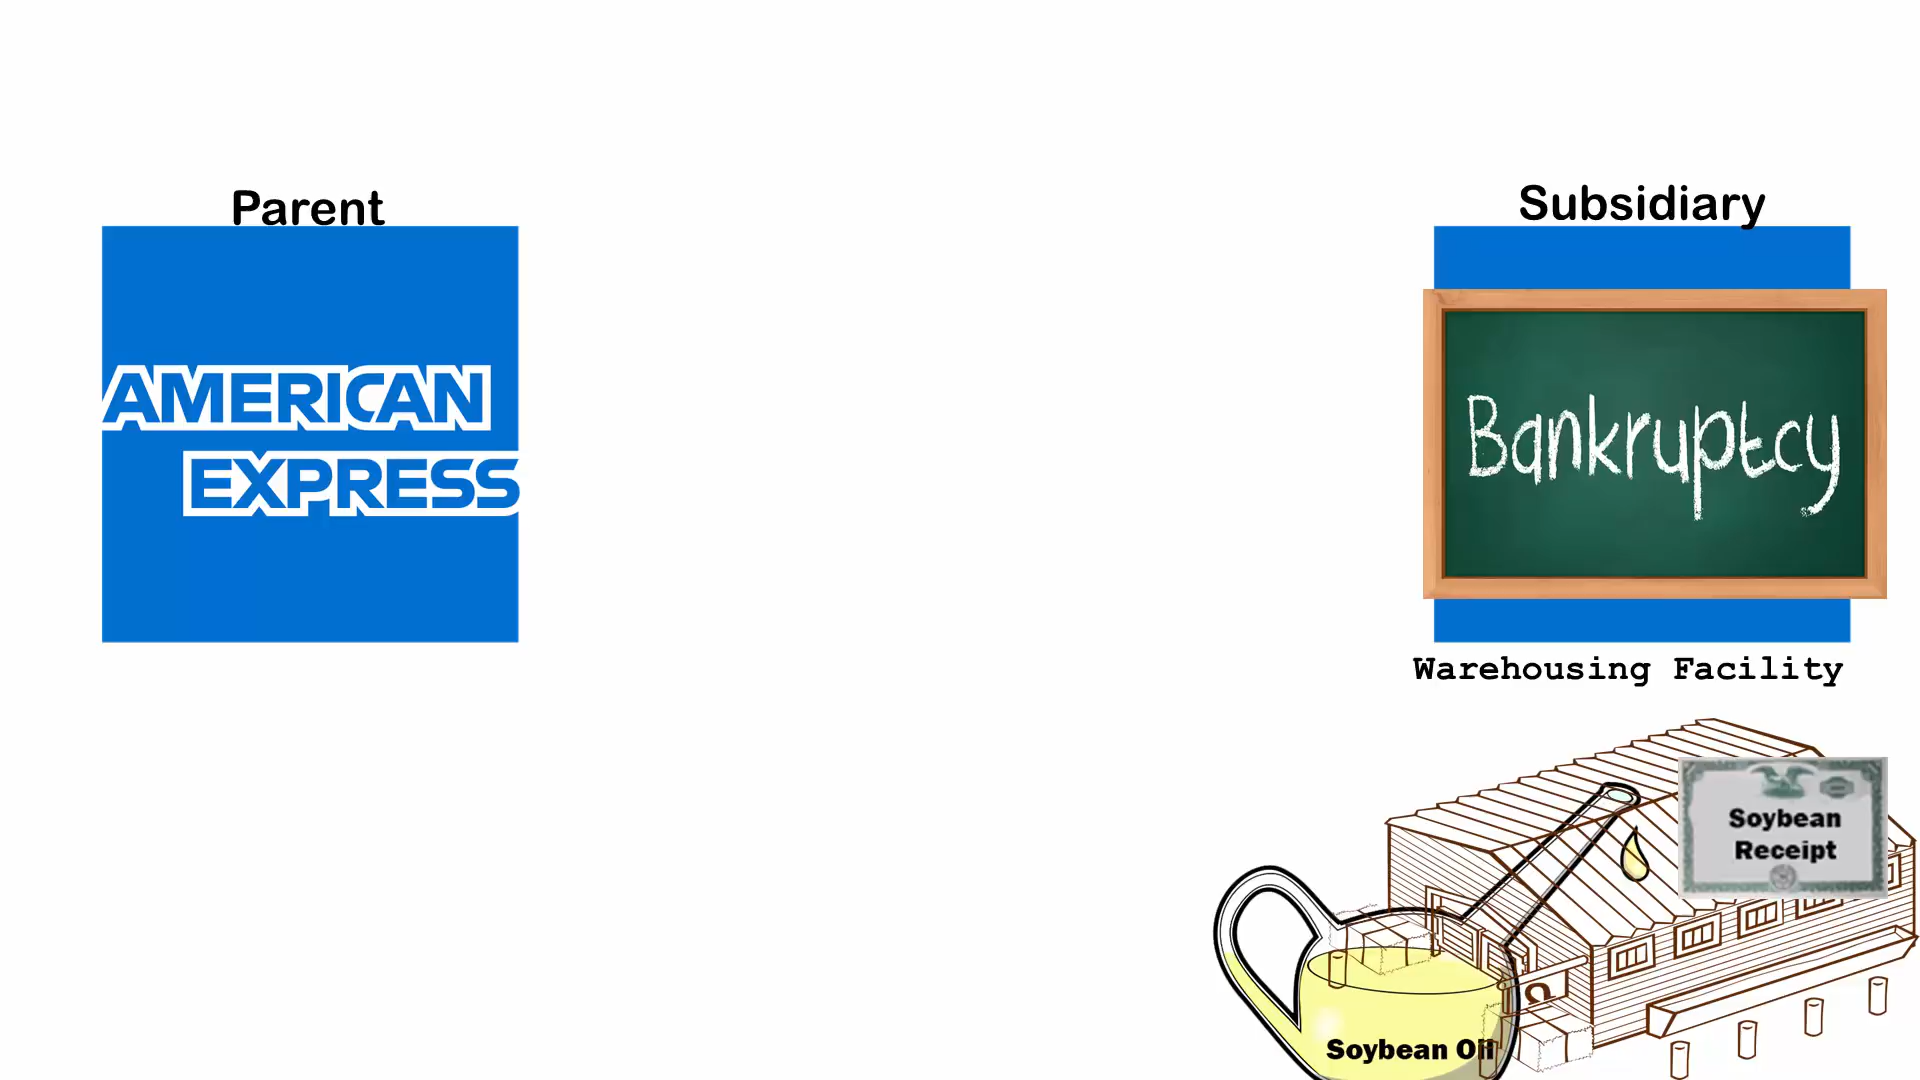 Parent
AMERICAN
EXPRESS
Subsidiary
Bankruptcy
Warehousing Facility
Soybean
Receipt
Soybean Oil